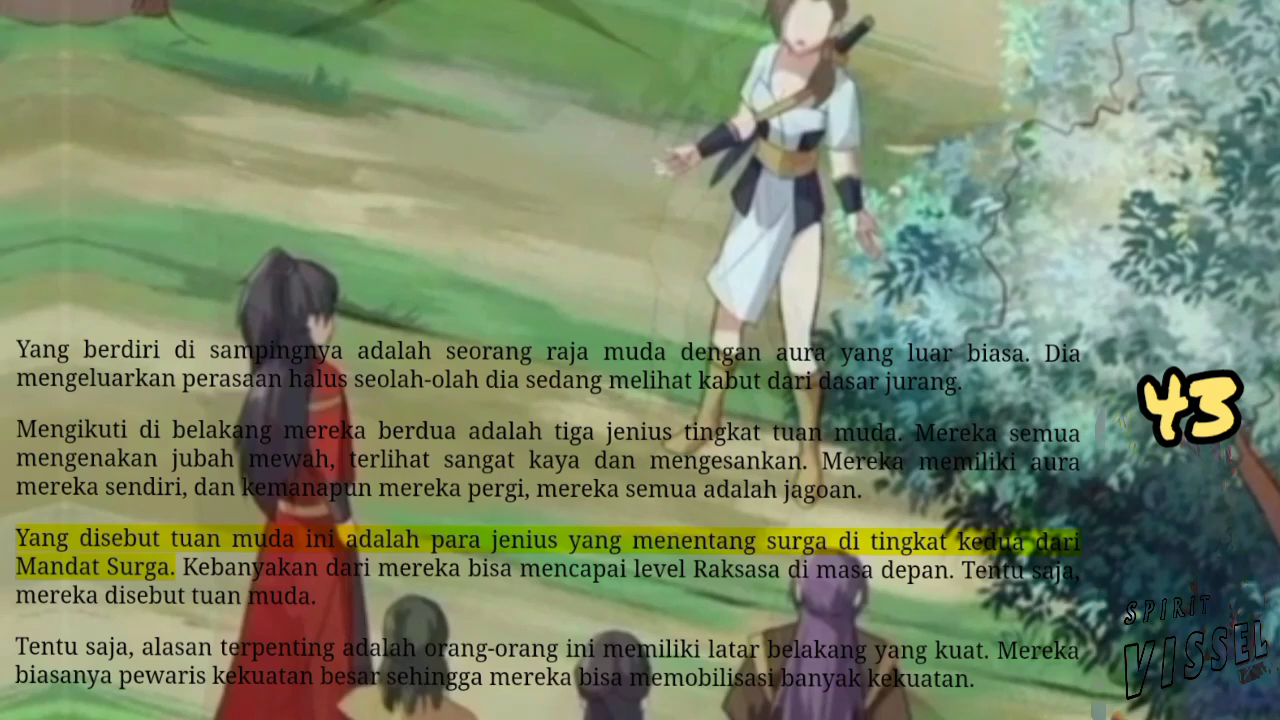 Yang berdiri di sampingnya adalah seorang raja muda dengan aura yang luar biasa. Dia
mengeluarkan perasaan halus seolah-olah dia sedang melihat kabut dari dasar jurang.
Mengikuti di belakang mereka berdua adalah tiga jenius tingkat tuan muda. Mereka semua
mengenakan jubah mewah, terlihat sangat kaya dan mengesankan. Mereka memiliki aura
mereka sendiri, dan kemanapun mereka pergi, mereka semua adalah jagoan.
43
Yang disebut tuan muda ini adalah para jenius yang menentang surga di tingkat kedua dari
Mandat Surga. Kebanyakan dari mereka bisa mencapai level Raksasa di masa depan. Tentu saja,
mereka disebut tuan muda.
Tentu saja, alasan terpenting adalah orang-orang ini memiliki latar belakang yang kuat. Mereka
biasanya pewaris kekuatan besar sehingga mereka bisa memobilisasi banyak kekuatan.
SPIRIT
VISSEL